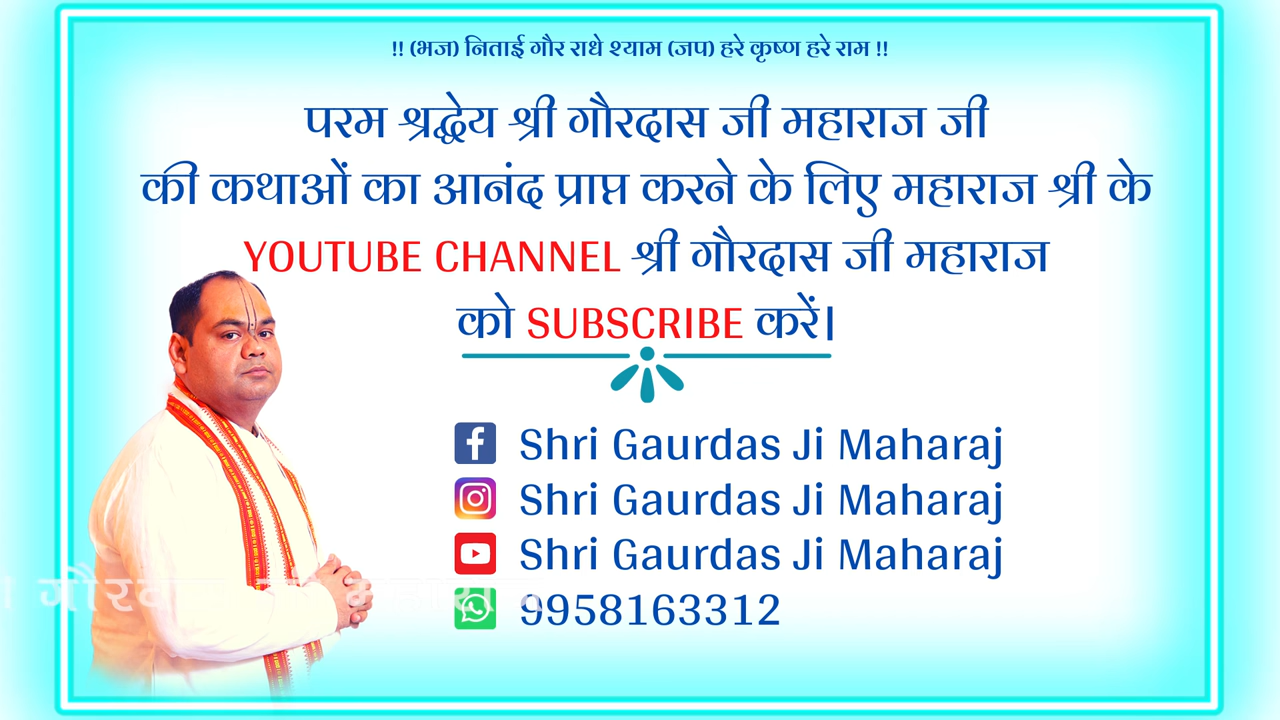 !! (भज) निताई गौर राधे श्याम (जप) हरे कृष्ण हरे राम !!
परम श्रद्धेय श्री गौरदास जी महाराज जी
की कथाओं का आनंद प्राप्त करने के लिए महाराज श्री के
YOUTUBE CHANNEL श्री गौरदास जी महाराज
को SUBSCRIBE करें।
Shri Gaurdas Ji Maharaj
Shri Gaurdas Ji Maharaj
Shri Gaurdas Ji Maharaj
9958163312